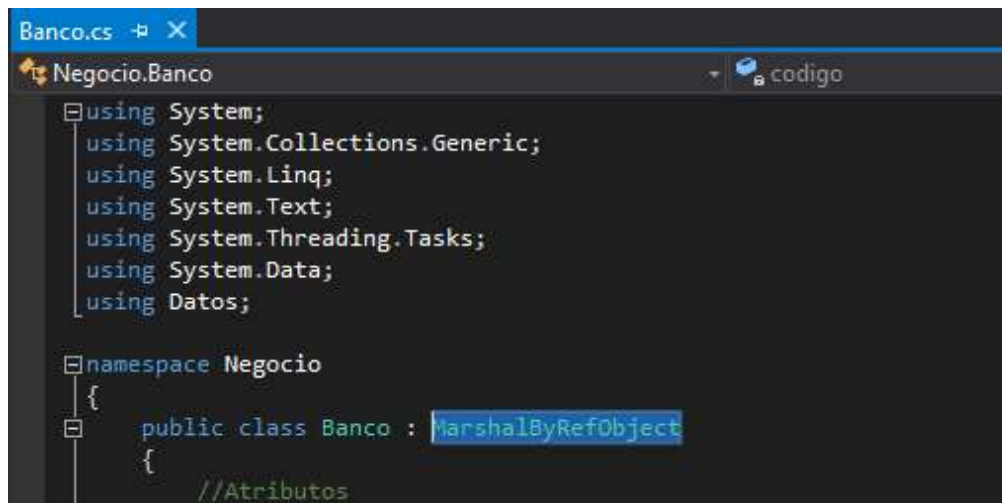 Banco.cs
Negocio.Banco codigo
using System;
using System.Collections.Generic;
using System.Linq;
using System.Text;
using System.Threading.Tasks;
using System.Data;
using Datos;
namespace Negocio
{
public class Banco : MarshalByRefObject
{
//Atributos